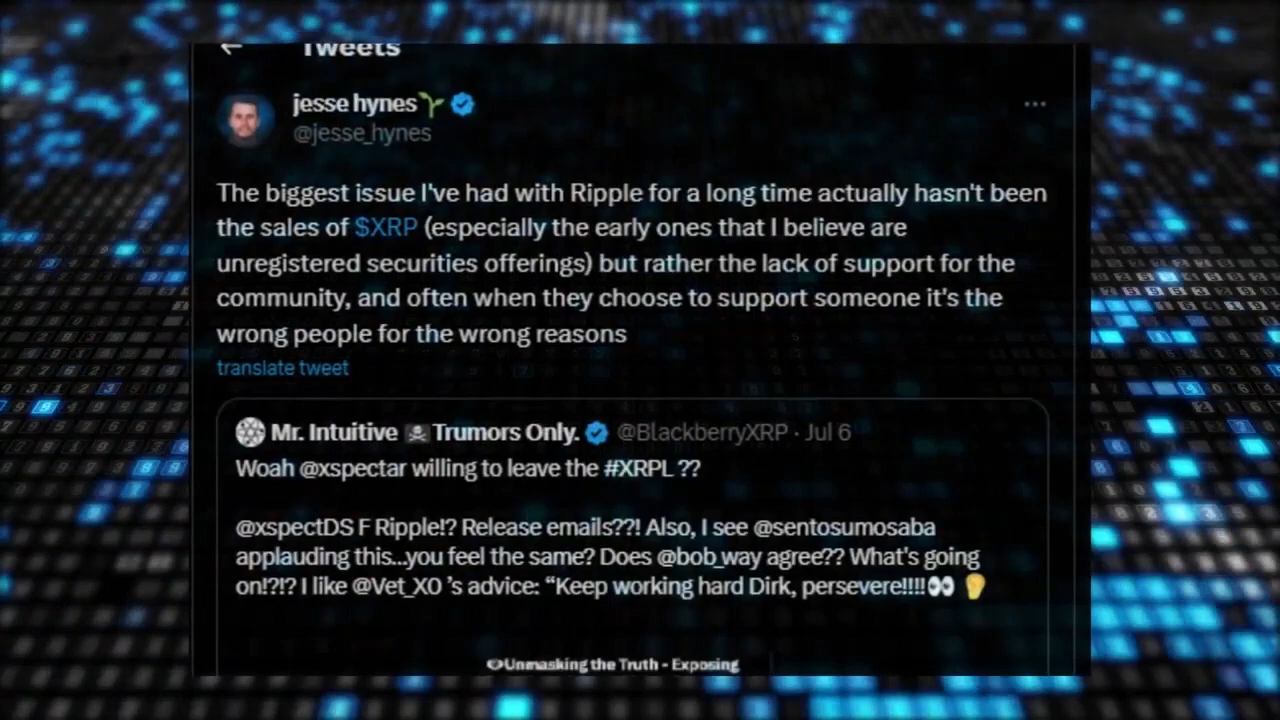 Tweets
jesse hynes
@jesse_hynes
The biggest issue I've had with Ripple for a long time actually hasn't been
the sales of $XRP (especially the early ones that I believe are
unregistered securities offerings) but rather the lack of support for the
community, and often when they choose to support someone it's the
wrong people for the wrong reasons
translate tweet
Mr. Intuitive ☠ Trumors Only. @BlackberryXRP · Jul 6
Woah @xspectar willing to leave the #XRPL ??
@xspectDS F Ripple!? Release emails??! Also, I see @sentosumosaba
applauding this...you feel the same? Does @bob_way agree?? What's going
on!?!? I like @Vet_X0 's advice: “Keep working hard Dirk, persevere!!!!👀 👂
Unmasking the Truth - Exposing